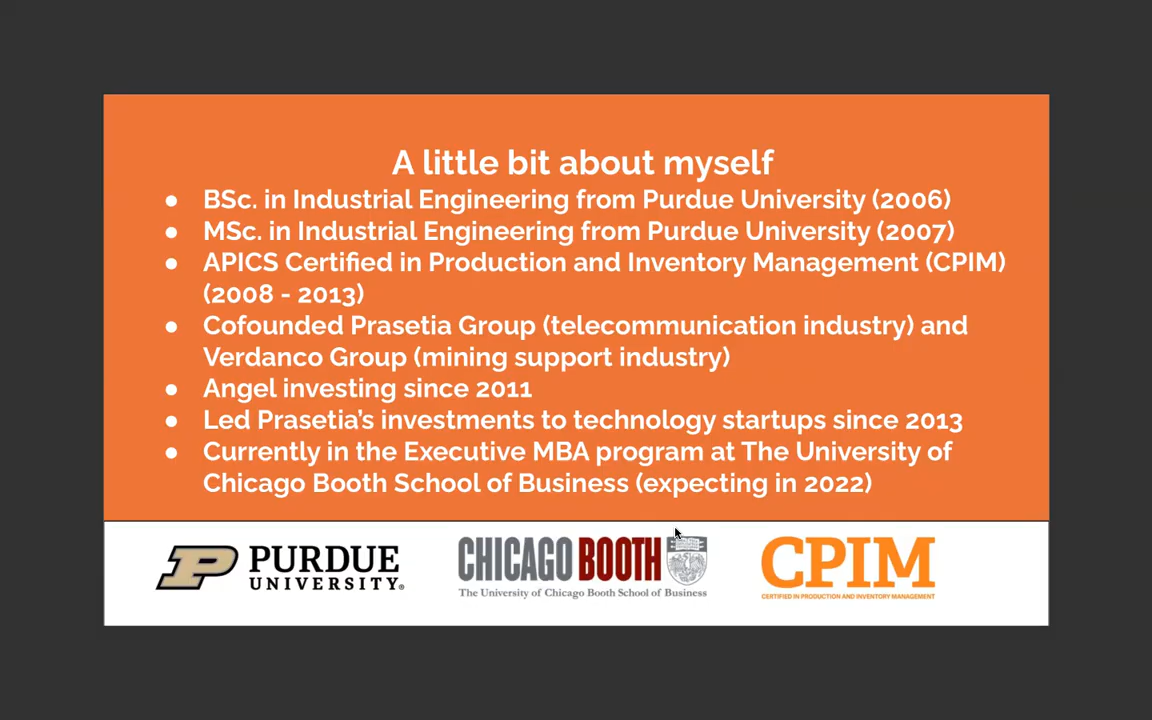 A little bit about myself
● BSc. in Industrial Engineering from Purdue University (2006)
● MSc. in Industrial Engineering from Purdue University (2007)
● APICS Certified in Production and Inventory Management (CPIM)
(2008 - 2013)
● Cofounded Prasetia Group (telecommunication industry) and
Verdanco Group (mining support industry)
● Angel investing since 2011
● Led Prasetia's investments to technology startups since 2013
● Currently in the Executive MBA program at The University of
Chicago Booth School of Business (expecting in 2022)
P PURDUE
UNIVERSITY®
CHICAGO BOOTH
The University of Chicago Booth School of Business
CPIM
CERTIFIED IN PRODUCTION AND INVENTORY MANAGEMENT